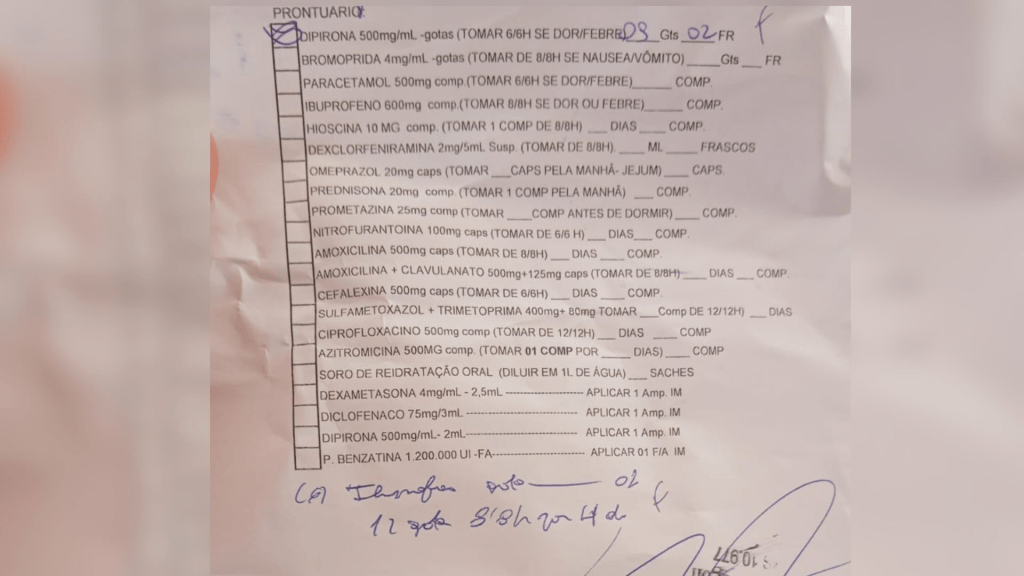 PRONTUARIO:
DIPIRONA 500mg/mL -gotas (TOMAR 6/6H SE DOR/FEBRE) Gts 02 FR
BROMOPRIDA 4mg/mL -gotas (TOMAR DE 8/8H SE NAUSEA/VÔMITO) _____Gts ___ FR
PARACETAMOL 500mg comp.(TOMAR 6/6H SE DOR/FEBRE)______ COMP.
IBUPROFENO 600mg comp.(TOMAR 8/8H SE DOR OU FEBRE)______ COMP.
HIOSCINA 10 MG comp. (TOMAR 1 COMP DE 8/8H) ___ DIAS ____ COMP.
DEXCLORFENIRAMINA 2mg/5mL Susp. (TOMAR DE 8/8H). ____ ML _____ FRASCOS
OMEPRAZOL 20mg caps (TOMAR ___CAPS PELA MANHÃ- JEJUM) ____ CAPS.
PREDNISONA 20mg comp. (TOMAR 1 COMP PELA MANHÃ) ___ COMP.
PROMETAZINA 25mg comp (TOMAR ____COMP ANTES DE DORMIR) ____ COMP.
NITROFURANTOINA 100mg caps (TOMAR DE 6/6 H) ___ DIAS___ COMP.
AMOXICILINA 500mg caps (TOMAR DE 8/8H) ___ DIAS ____ COMP.
AMOXICILINA + CLAVULANATO 500mg+125mg caps (TOMAR DE 8/8H)____ DIAS ___ COMP.
CEFALEXINA 500mg caps (TOMAR DE 6/6H) ___ DIAS ____ COMP.
SULFAMETOXAZOL + TRIMETOPRIMA 400mg+ 80mg TOMAR ___Comp DE 12/12H) ___ DIAS
CIPROFLOXACINO 500mg comp (TOMAR DE 12/12H) ____ DIAS ____ COMP
AZITROMICINA 500MG comp. (TOMAR 01 COMP POR _____ DIAS)____ COMP
SORO DE REIDRATAÇÃO ORAL (DILUIR EM 1L DE ÁGUA) ___ SACHES
DEXAMETASONA 4mg/mL - 2,5mL -------------------- APLICAR 1 Amp. IM
DICLOFENACO 75mg/3mL ----------------------------- APLICAR 1 Amp. IM
DIPIRONA 500mg/mL- 2mL----------------------------- APLICAR 1 Amp. IM
P. BENZATINA 1.200.000 UI -FA------------------------ APLICAR 01 F/A IM
01
12 8/8h